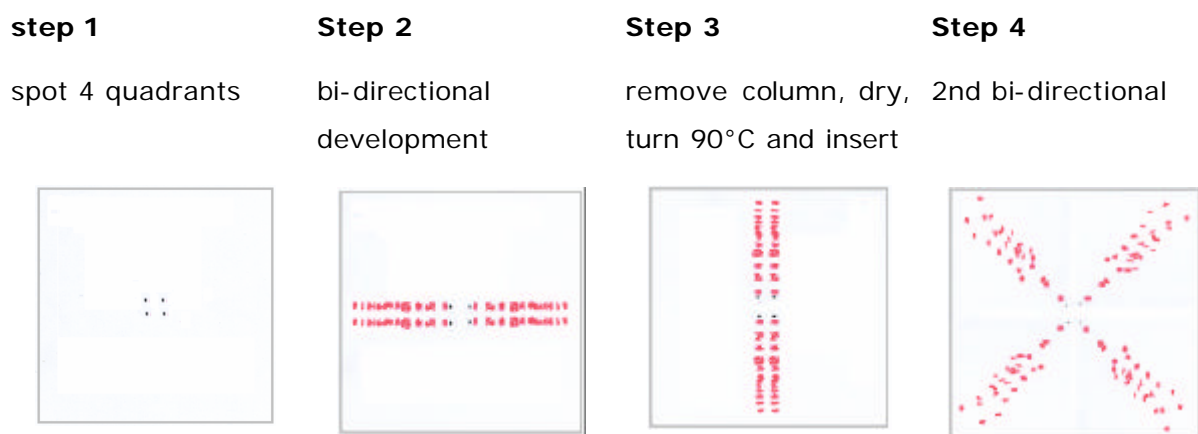 step 1
Step 2
Step 3
Step 4
spot 4 quadrants
bi-directional
development
remove column, dry,
turn 90°C and insert
2nd bi-directional